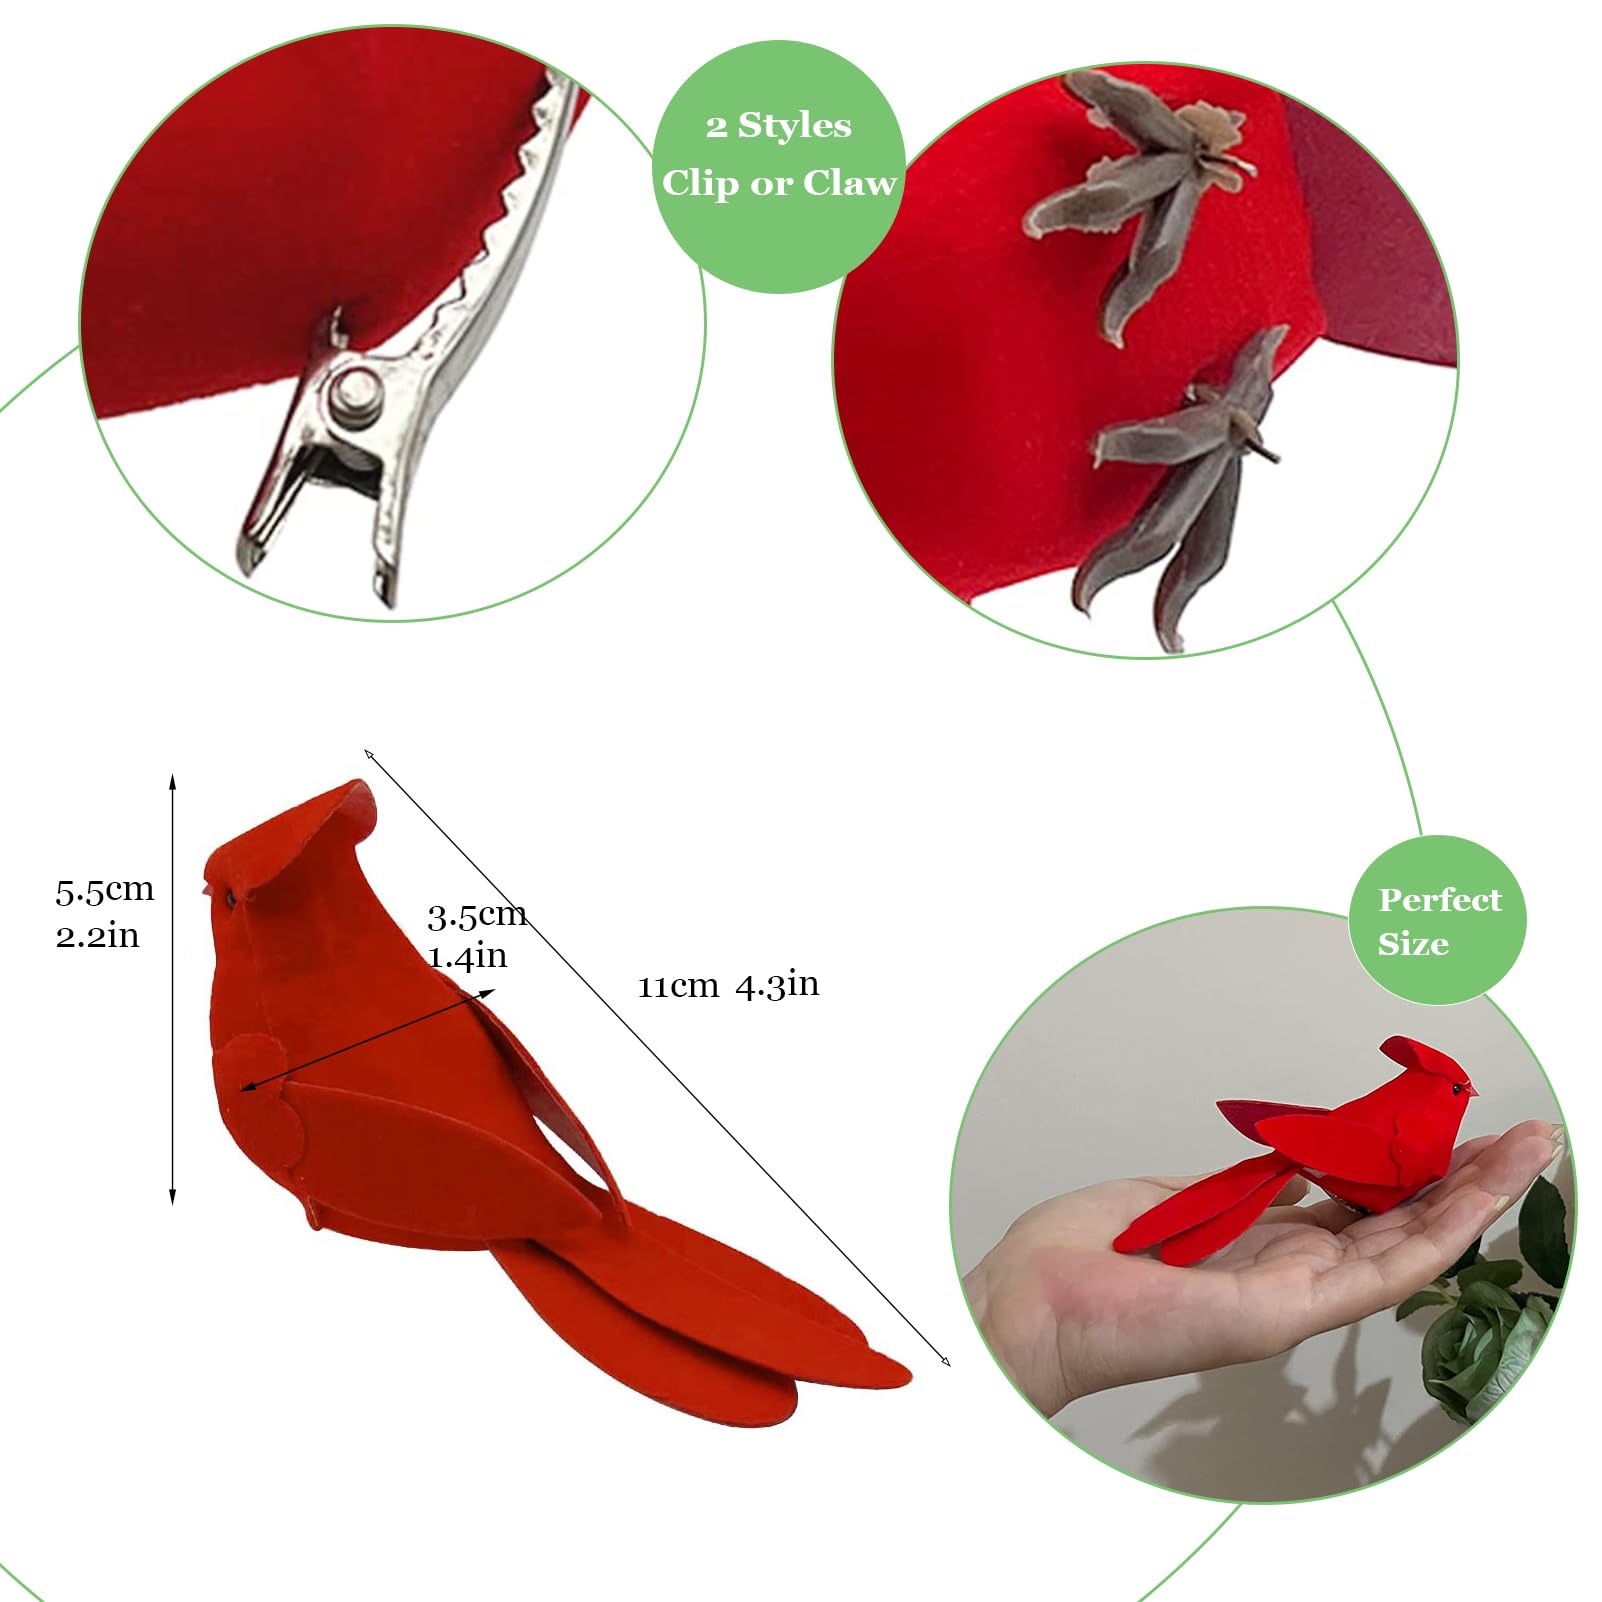 2 Styles
Clip or Claw
5.5cm
2.2in
3.5cm
1.4in
11cm 4.3in
Perfect
Size